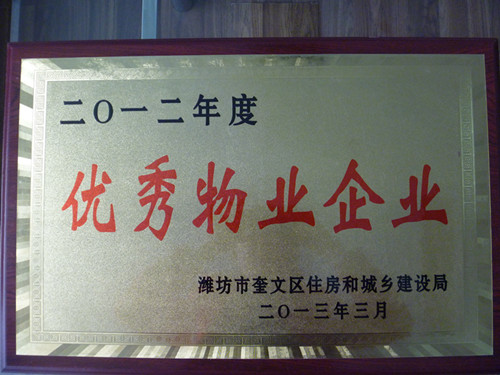 二〇一二年度
优秀物业企业
潍坊市奎文区住房和城乡建设局
二〇一三年三月